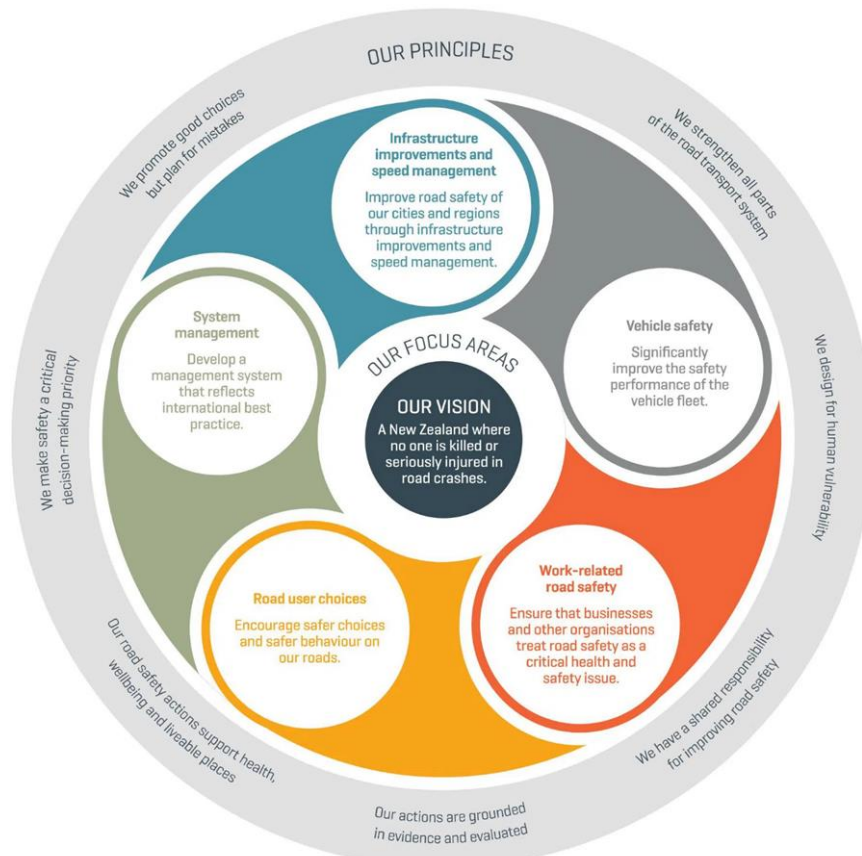 OUR PRINCIPLES
We promote good choices
but plan for mistakes
We strengthen all parts
of the road transport system
We design for human vulnerability
We have a shared responsibility
for improving road safety
Our actions are grounded
in evidence and evaluated
Our road safety actions support health,
wellbeing and liveable places
We make safety a critical
decision-making priority
Infrastructure
improvements and
speed management
Improve road safety of
our cities and regions
through infrastructure
improvements and
speed management.
Vehicle safety
Significantly
improve the safety
performance of the
vehicle fleet.
Work-related
road safety
Ensure that businesses
and other organisations
treat road safety as a
critical health and
safety issue.
Road user choices
Encourage safer choices
and safer behaviour on
our roads.
System
management
Develop a
management system
that reflects
international best
practice.
OUR FOCUS AREAS
OUR VISION
A New Zealand where
no one is killed or
seriously injured in
road crashes.